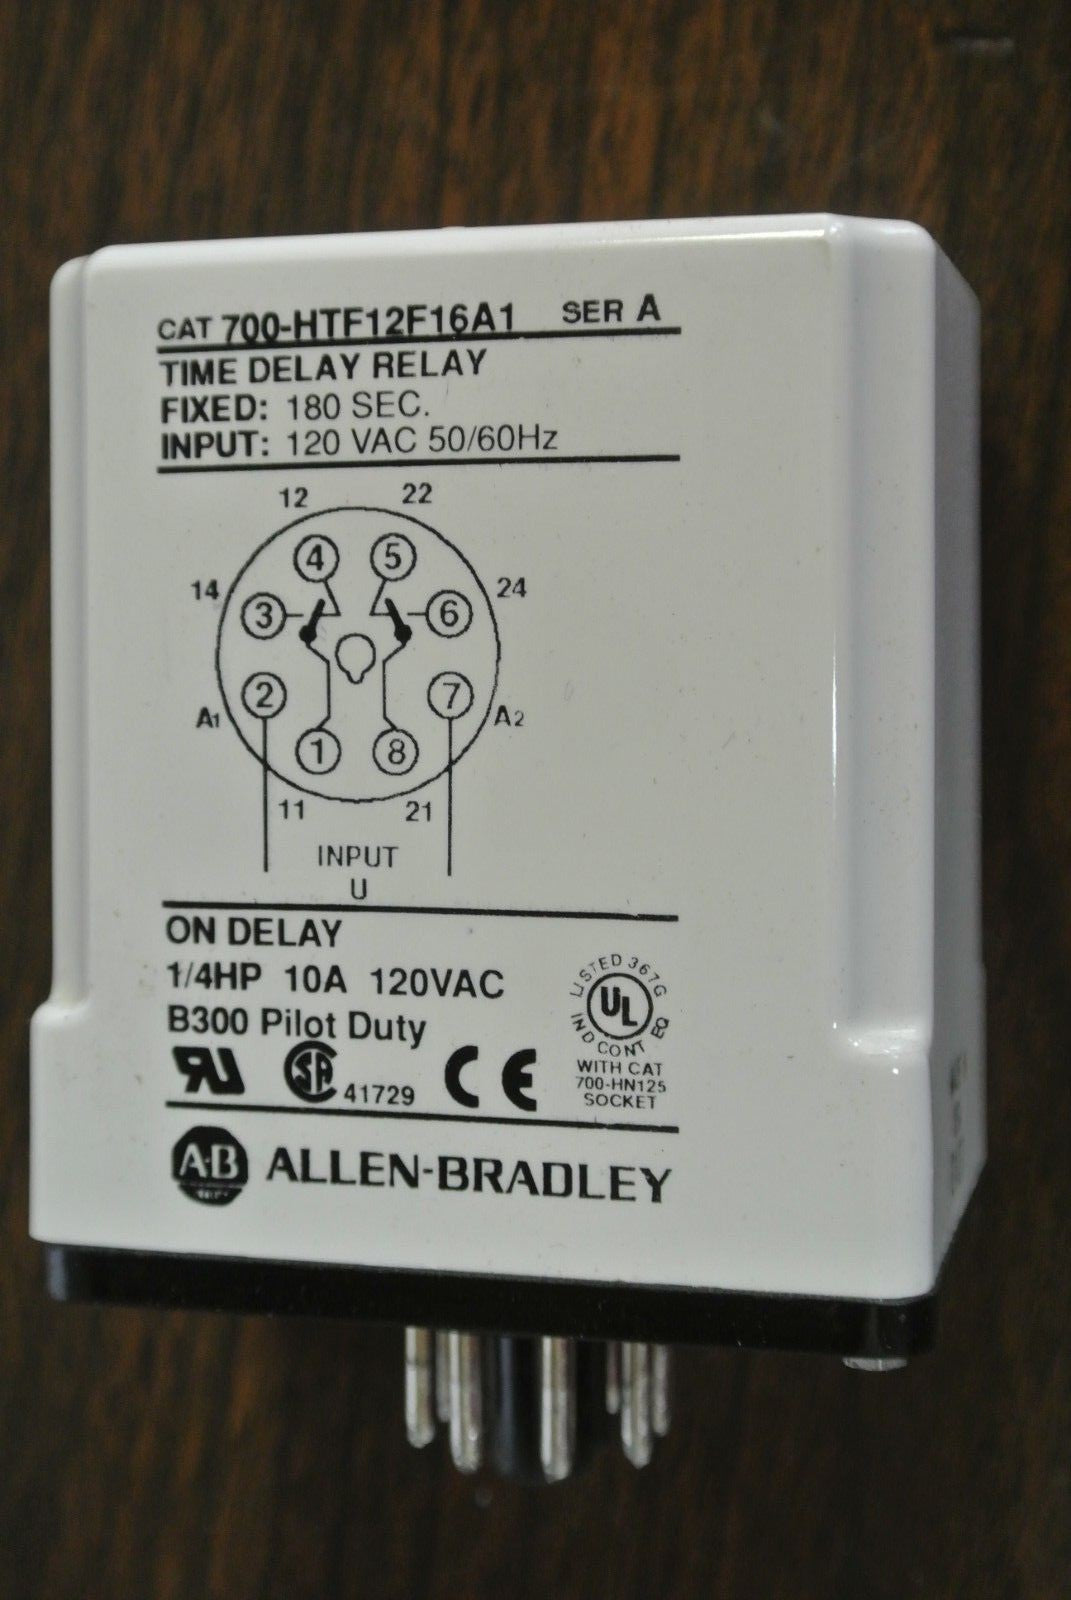 CAT 700-HTF12F16A1 SER A
TIME DELAY RELAY
FIXED: 180 SEC.
INPUT: 120 VAC 50/60Hz
12 22
4 5
14 3 6 24
2 7
A1 A2
1 8
11 21
INPUT
U
ON DELAY
1/4HP 10A 120VAC
B300 Pilot Duty
LISTED 367G
UL
IND CONT EQ
WITH CAT
700-HN125
SOCKET
RU
SA 41729 CE
A-B ALLEN-BRADLEY